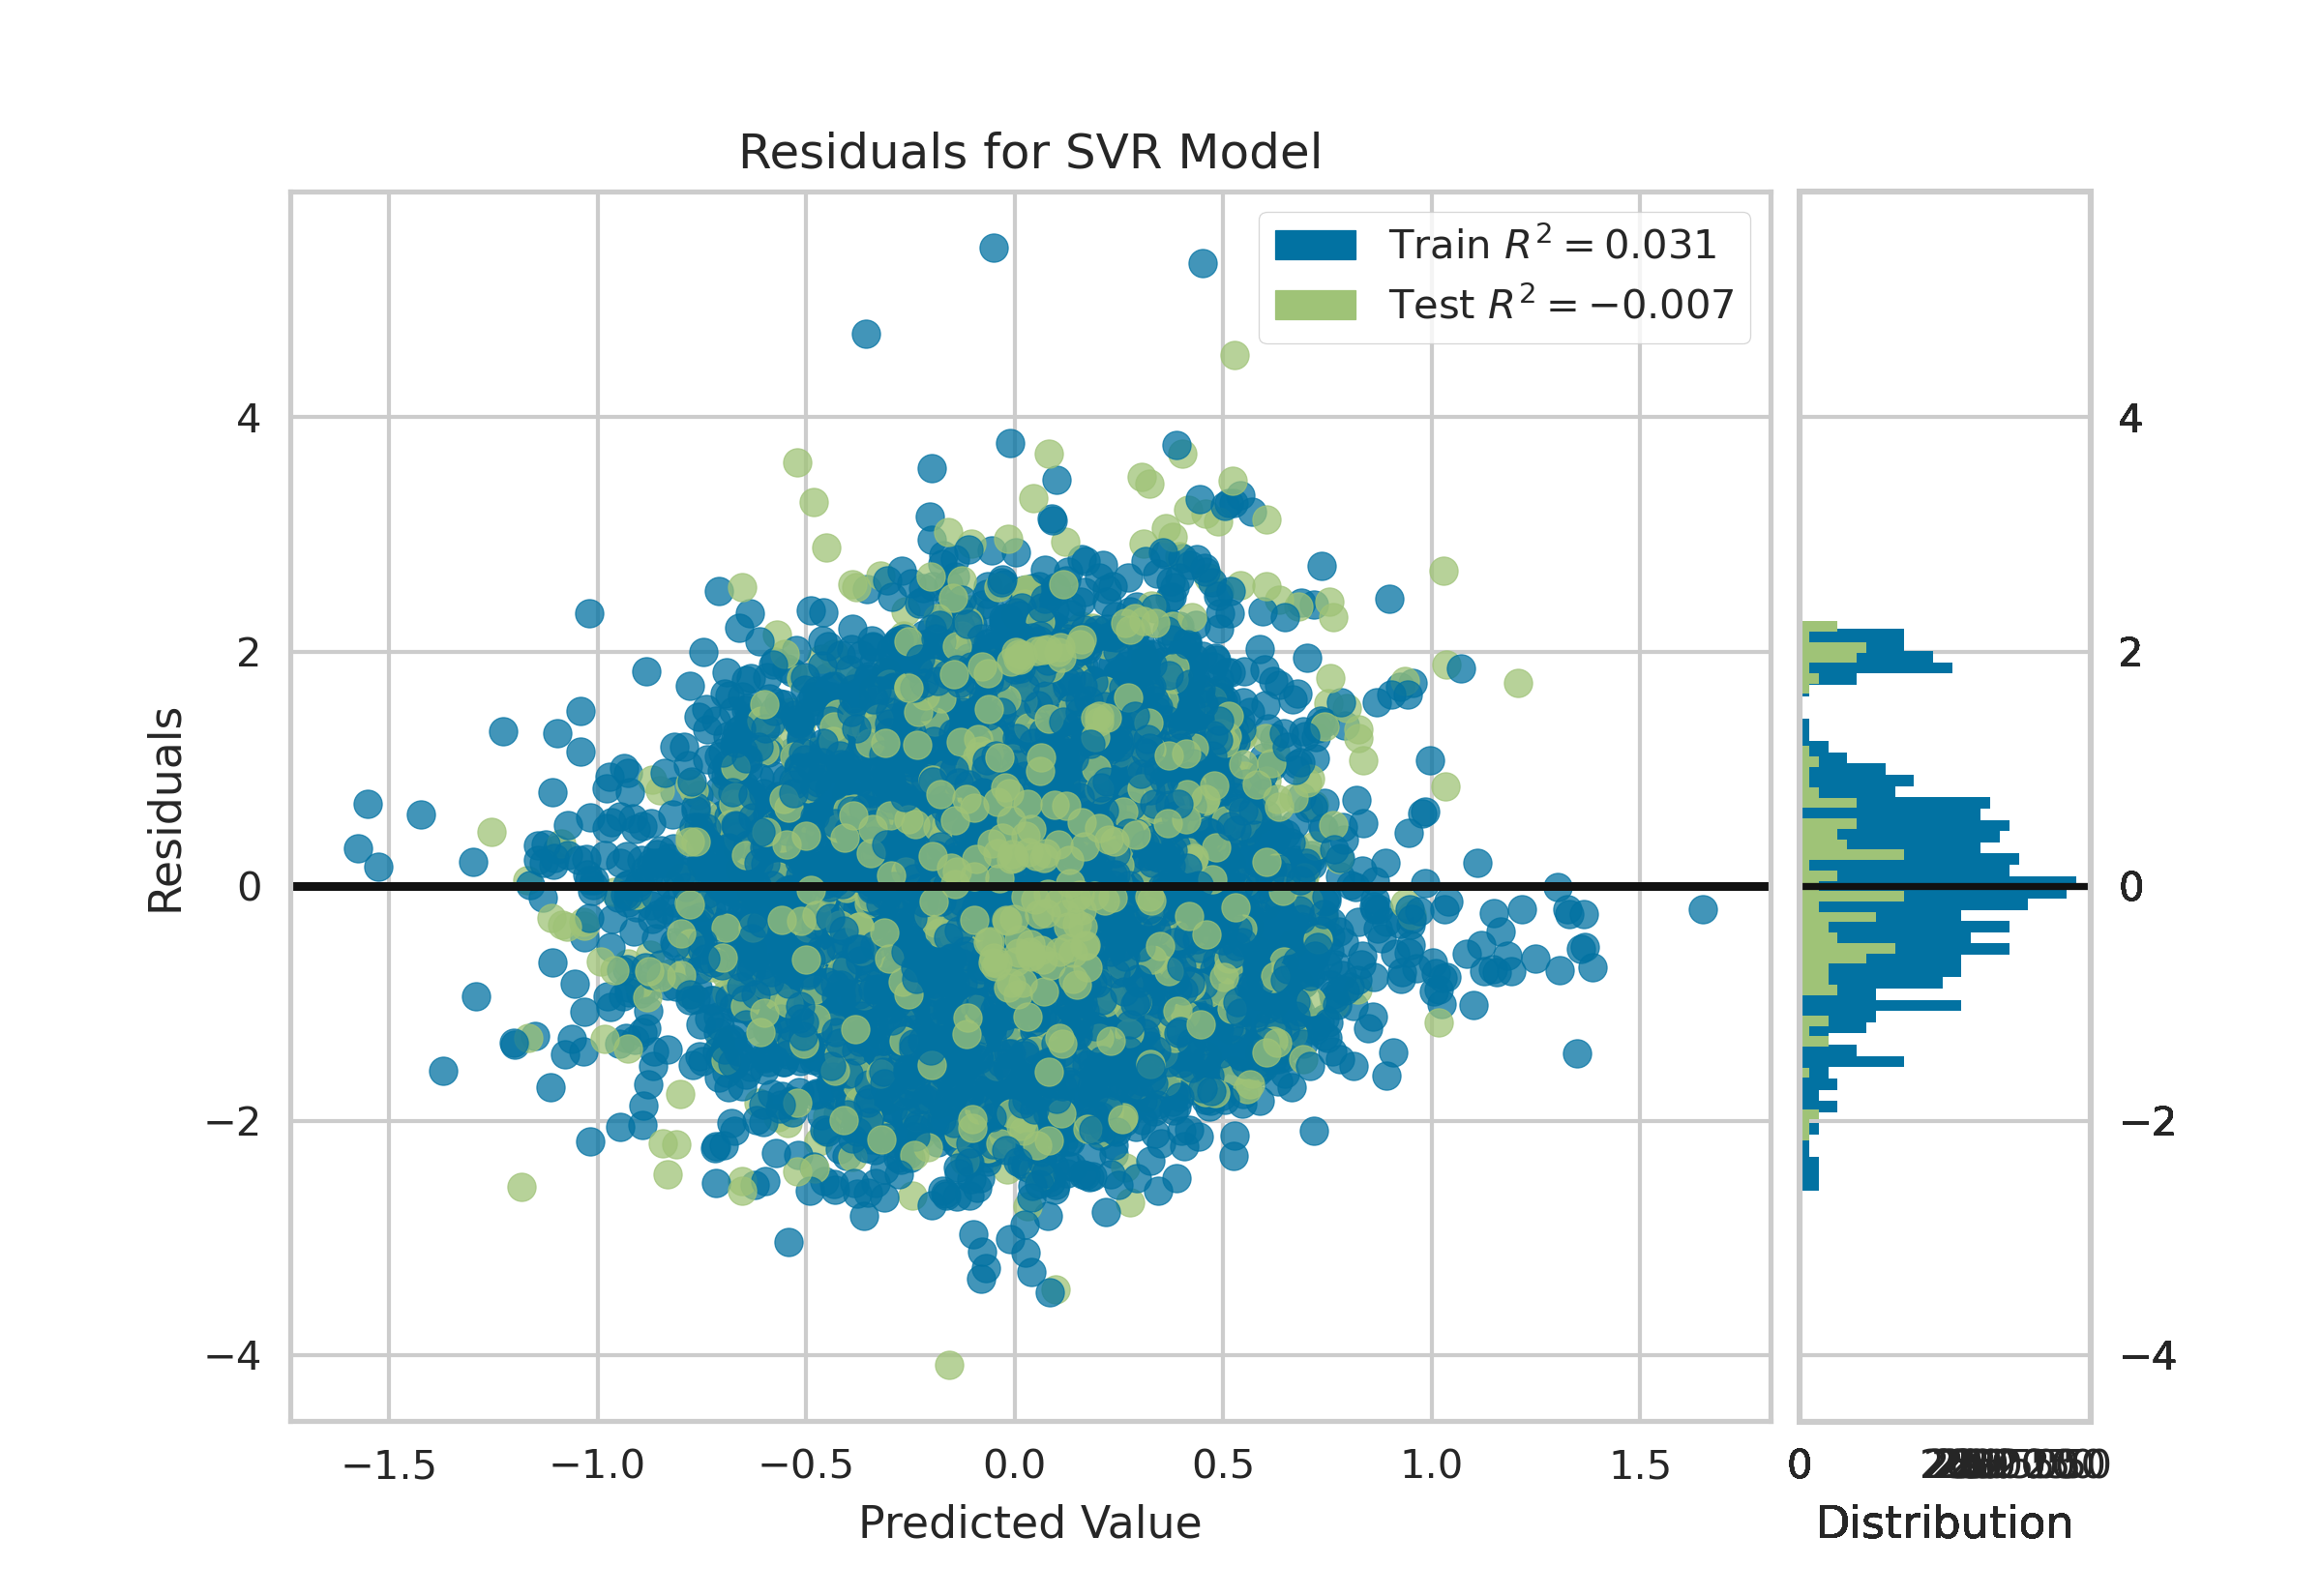 Residuals for SVR Model
Train R² = 0.031
Test R² = −0.007
Residuals
4
2
0
−2
−4
4
2
0
−2
−4
−1.5 −1.0 −0.5 0.0 0.5 1.0 1.5
0
Predicted Value
Distribution